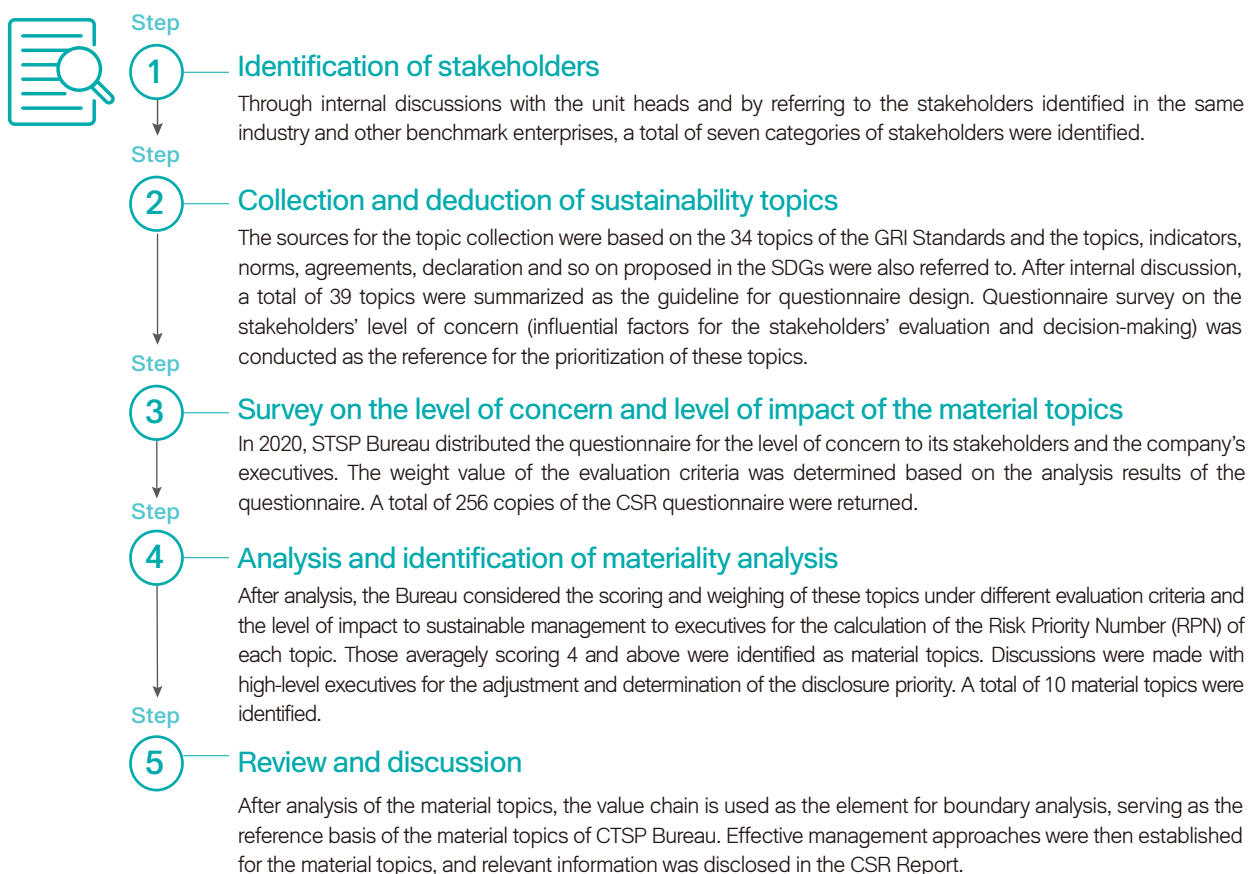 Step
1
Identification of stakeholders
Through internal discussions with the unit heads and by referring to the stakeholders identified in the same
industry and other benchmark enterprises, a total of seven categories of stakeholders were identified.
Step
2
Collection and deduction of sustainability topics
The sources for the topic collection were based on the 34 topics of the GRI Standards and the topics, indicators,
norms, agreements, declaration and so on proposed in the SDGs were also referred to. After internal discussion,
a total of 39 topics were summarized as the guideline for questionnaire design. Questionnaire survey on the
stakeholders’ level of concern (influential factors for the stakeholders’ evaluation and decision-making) was
conducted as the reference for the prioritization of these topics.
Step
3
Survey on the level of concern and level of impact of the material topics
In 2020, STSP Bureau distributed the questionnaire for the level of concern to its stakeholders and the company’s
executives. The weight value of the evaluation criteria was determined based on the analysis results of the
questionnaire. A total of 256 copies of the CSR questionnaire were returned.
Step
4
Analysis and identification of materiality analysis
After analysis, the Bureau considered the scoring and weighing of these topics under different evaluation criteria and
the level of impact to sustainable management to executives for the calculation of the Risk Priority Number (RPN) of
each topic. Those averagely scoring 4 and above were identified as material topics. Discussions were made with
high-level executives for the adjustment and determination of the disclosure priority. A total of 10 material topics were
identified.
Step
5
Review and discussion
After analysis of the material topics, the value chain is used as the element for boundary analysis, serving as the
reference basis of the material topics of CTSP Bureau. Effective management approaches were then established
for the material topics, and relevant information was disclosed in the CSR Report.